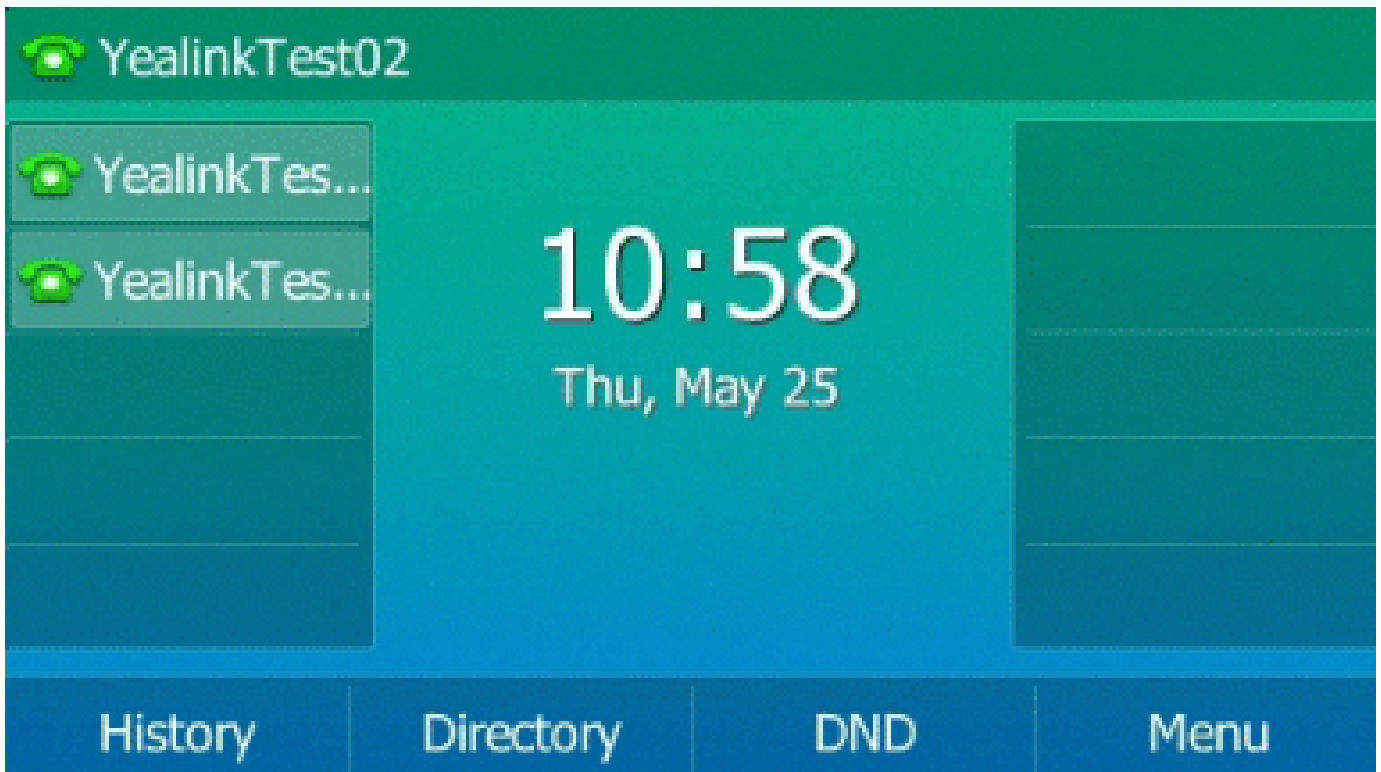 YealinkTest02
YealinkTes...
YealinkTes...
10:58
Thu, May 25
History
Directory
DND
Menu